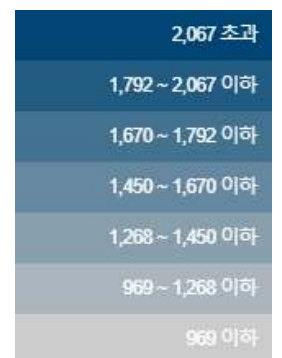 2,067 초과
1,792 ~ 2,067 이하
1,670 ~ 1,792 이하
1,450 ~ 1,670 이하
1,268 ~ 1,450 이하
969 ~ 1,268 이하
969 이하